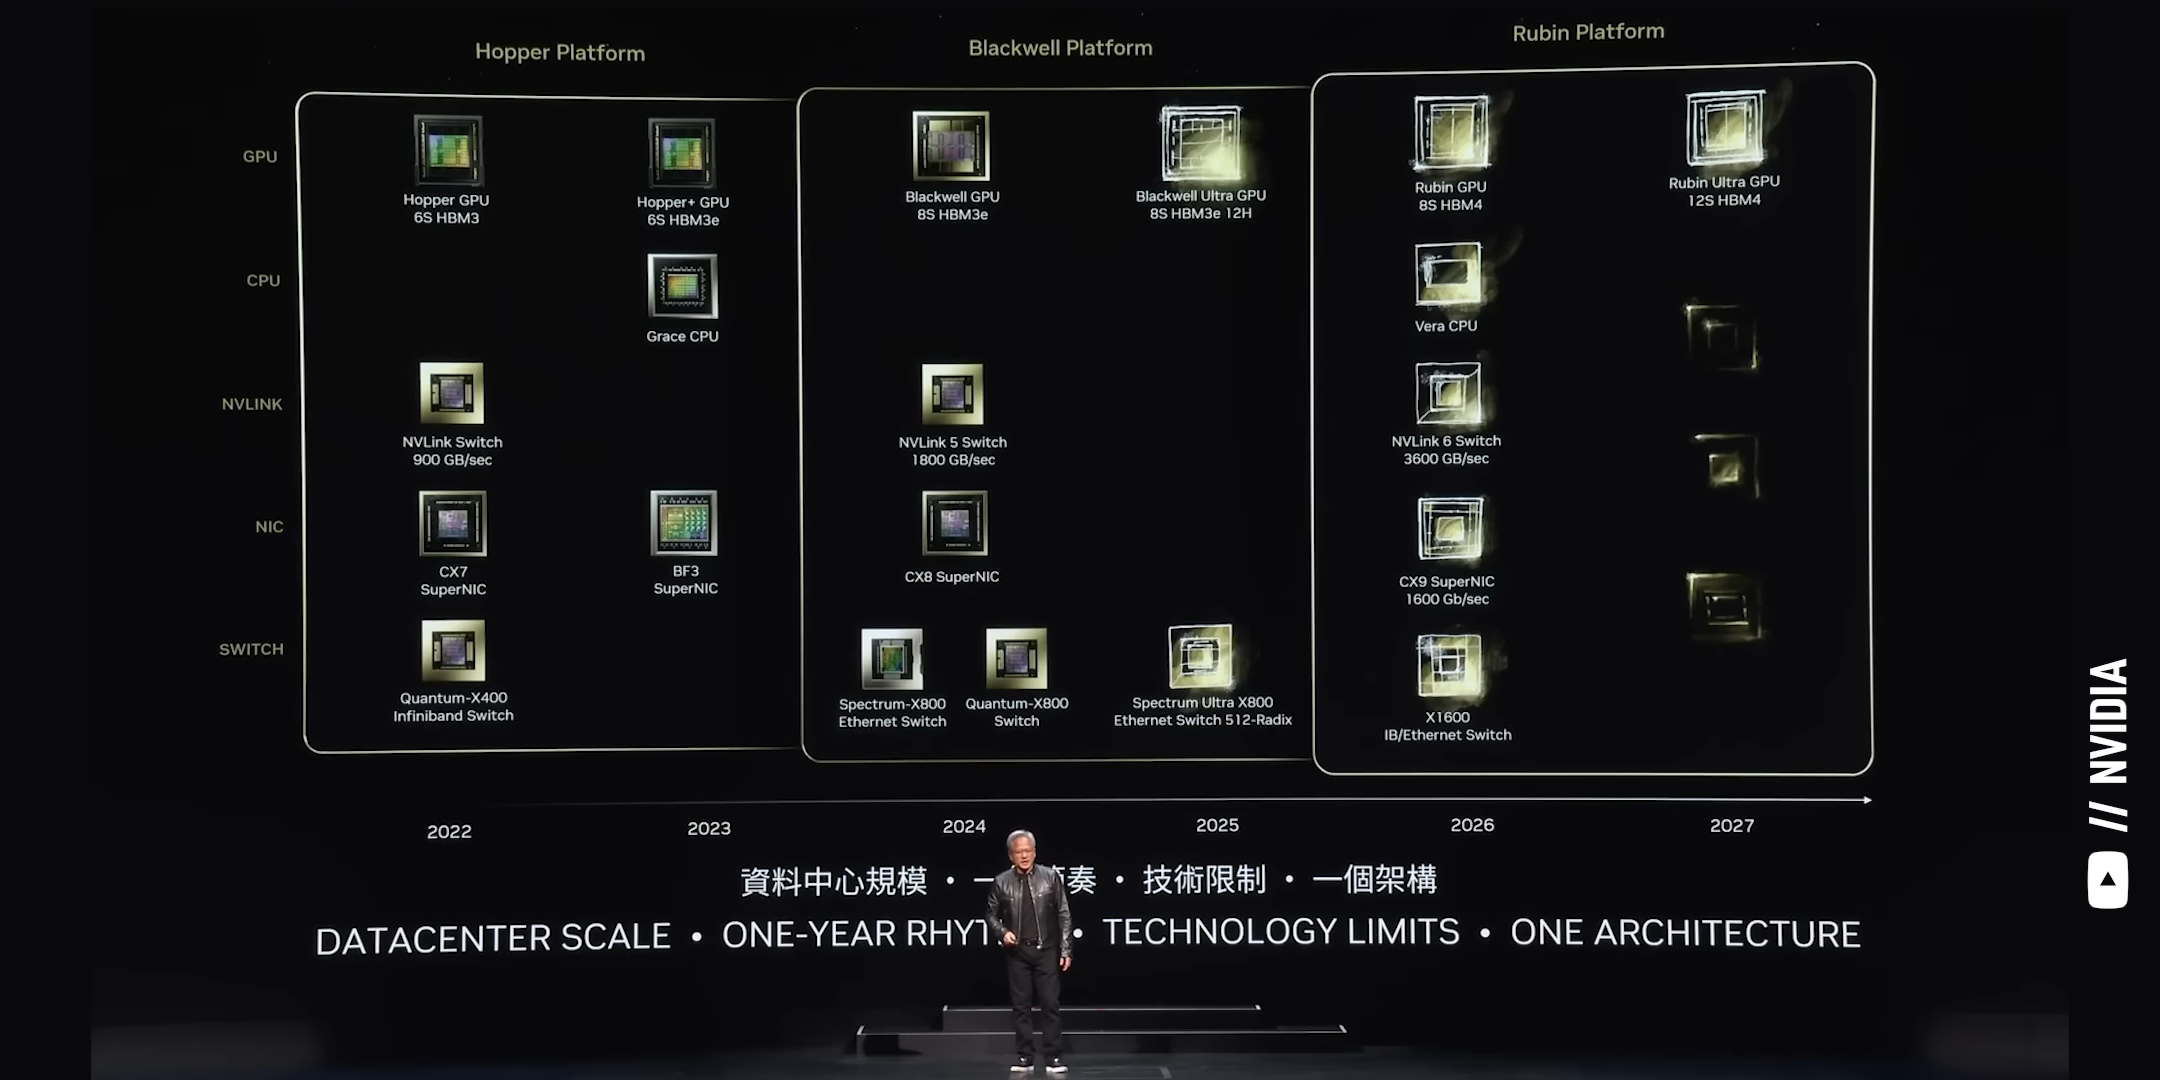 Hopper Platform
Blackwell Platform
Rubin Platform
GPU
Hopper GPU
6S HBM3
Hopper+ GPU
6S HBM3e
Blackwell GPU
8S HBM3e
Blackwell Ultra GPU
8S HBM3e 12H
Rubin GPU
8S HBM4
Rubin Ultra GPU
12S HBM4
CPU
Grace CPU
Vera CPU
NVLINK
NVLink Switch
900 GB/sec
NVLink 5 Switch
1800 GB/sec
NVLink 6 Switch
3600 GB/sec
NIC
CX7
SuperNIC
BF3
SuperNIC
CX8 SuperNIC
CX9 SuperNIC
1600 Gb/sec
SWITCH
Quantum-X400
Infiniband Switch
Spectrum-X800
Ethernet Switch
Quantum-X800
Switch
Spectrum Ultra X800
Ethernet Switch 512-Radix
X1600
IB/Ethernet Switch
2022
2023
2024
2025
2026
2027
資料中心規模 • 一 奏 • 技術限制 • 一個架構
DATACENTER SCALE • ONE-YEAR RHYT • TECHNOLOGY LIMITS • ONE ARCHITECTURE
// NVIDIA